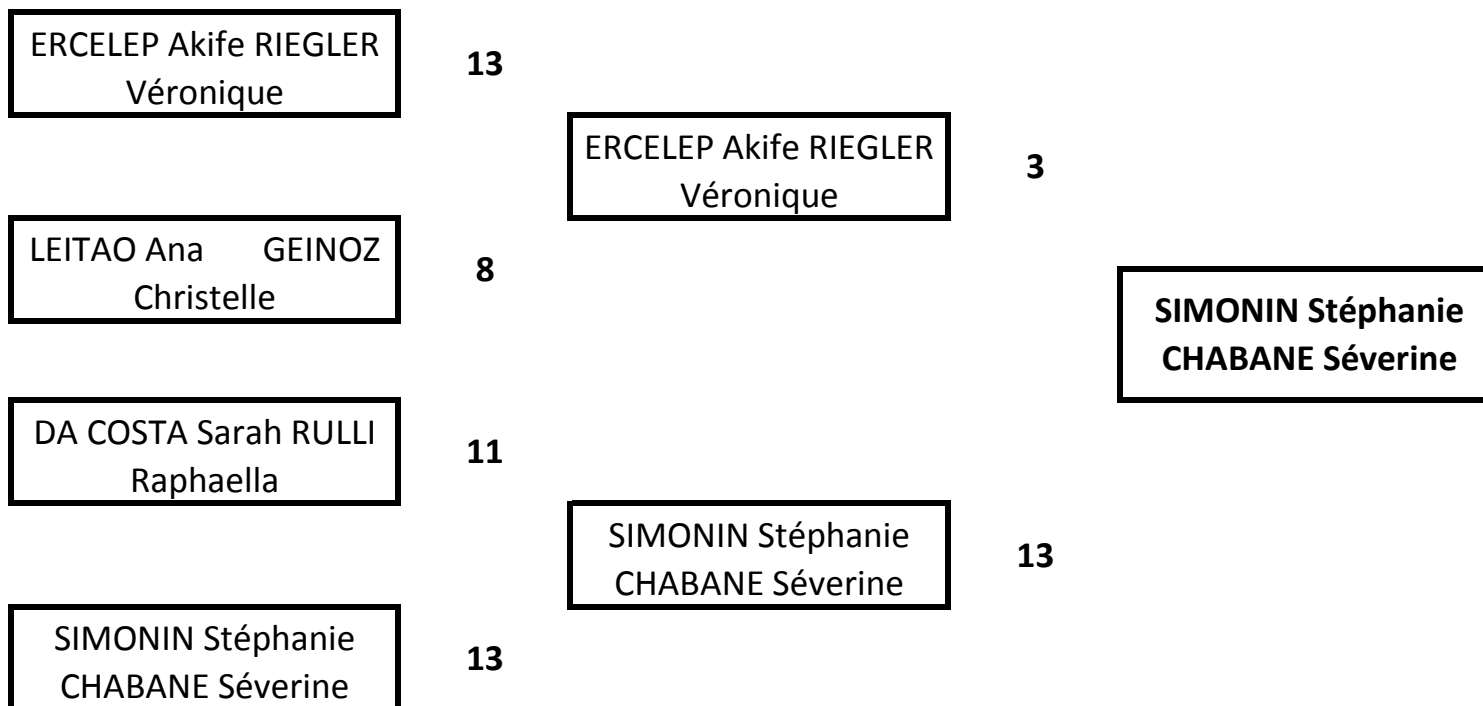 ERCELEP Akife RIEGLER
Véronique
13
LEITAO Ana GEINOZ
Christelle
8
DA COSTA Sarah RULLI
Raphaella
11
SIMONIN Stéphanie
CHABANE Séverine
13
ERCELEP Akife RIEGLER
Véronique
3
SIMONIN Stéphanie
CHABANE Séverine
13
SIMONIN Stéphanie
CHABANE Séverine